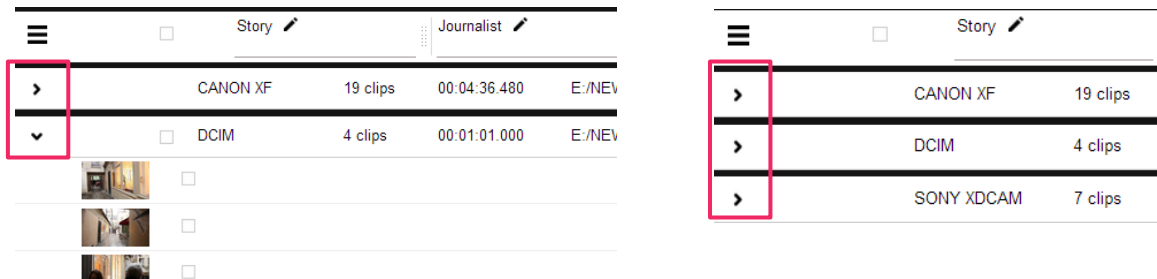 Story Journalist
CANON XF 19 clips 00:04:36.480 E:/NEV
DCIM 4 clips 00:01:01.000 E:/NEV
Story
CANON XF 19 clips
DCIM 4 clips
SONY XDCAM 7 clips